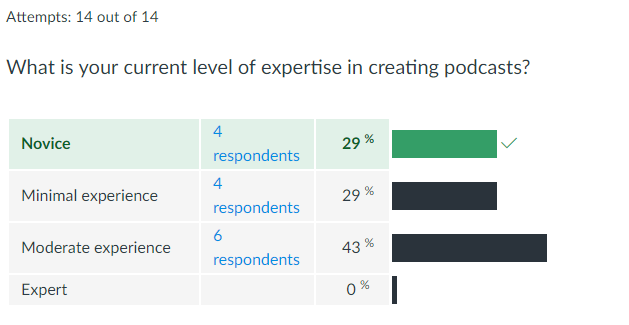 Attempts: 14 out of 14
What is your current level of expertise in creating podcasts?
Novice 4 respondents 29 %
Minimal experience 4 respondents 29 %
Moderate experience 6 respondents 43 %
Expert 0 %